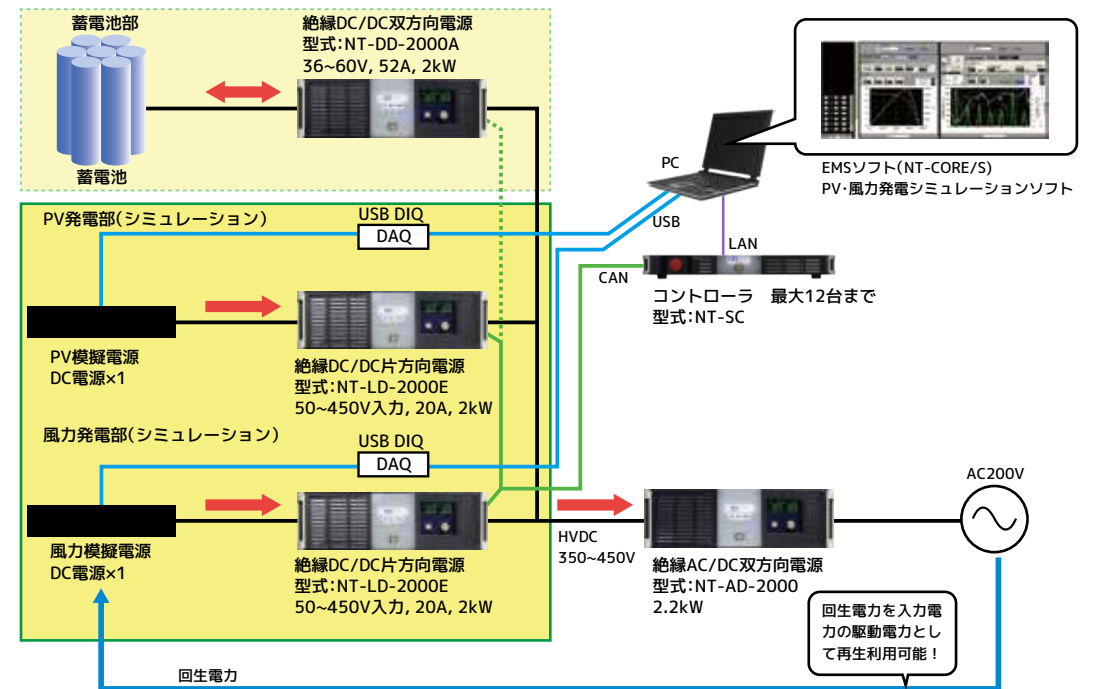 蓄電池部
絶縁DC/DC双方向電源
型式:NT-DD-2000A
36~60V, 52A, 2kW
蓄電池
PC
EMSソフト(NT-CORE/S)
PV・風力発電シミュレーションソフト
PV発電部(シミュレーション)
USB DIQ
DAQ
USB
LAN
CAN
コントローラ　最大12台まで
型式:NT-SC
PV模擬電源
DC電源×1
絶縁DC/DC片方向電源
型式:NT-LD-2000E
50~450V入力, 20A, 2kW
風力発電部(シミュレーション)
USB DIQ
DAQ
AC200V
HVDC
350~450V
風力模擬電源
DC電源×1
絶縁DC/DC片方向電源
型式:NT-LD-2000E
50~450V入力, 20A, 2kW
絶縁AC/DC双方向電源
型式:NT-AD-2000
2.2kW
回生電力を入力電
力の駆動電力とし
て再生利用可能！
回生電力